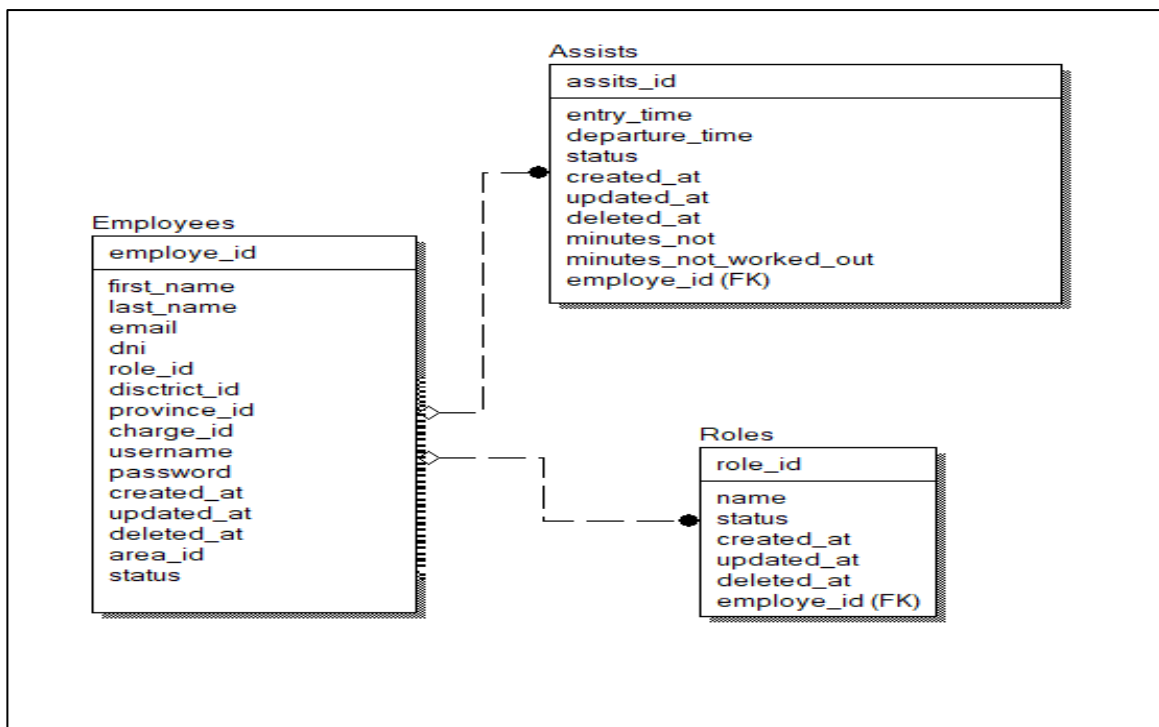 Assists
assits_id
entry_time
departure_time
status
created_at
updated_at
deleted_at
minutes_not
minutes_not_worked_out
employe_id (FK)
Employees
employe_id
first_name
last_name
email
dni
role_id
disctrict_id
province_id
charge_id
username
password
created_at
updated_at
deleted_at
area_id
status
Roles
role_id
name
status
created_at
updated_at
deleted_at
employe_id (FK)